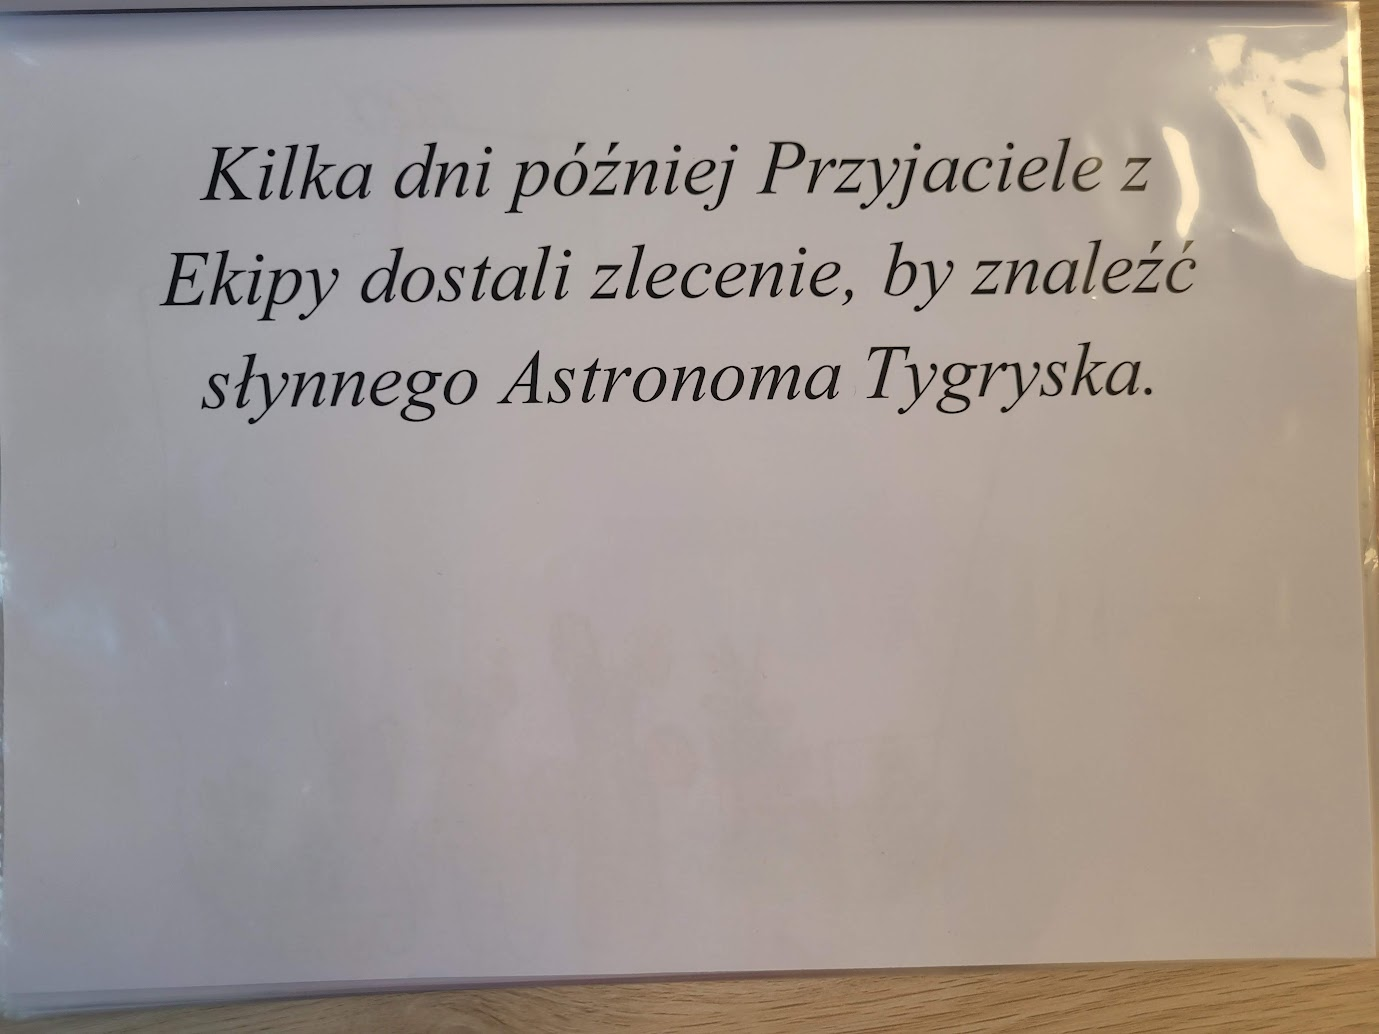 Kilka dni później Przyjaciele z
Ekipy dostali zlecenie, by znaleźć
słynnego Astronoma Tygryska.